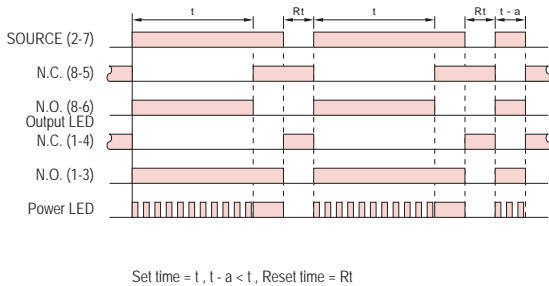 t Rt t Rt t - a
SOURCE (2-7)
N.C. (8-5)
N.O. (8-6)
Output LED
N.C. (1-4)
N.O. (1-3)
Power LED
Set time = t , t - a < t , Reset time = Rt